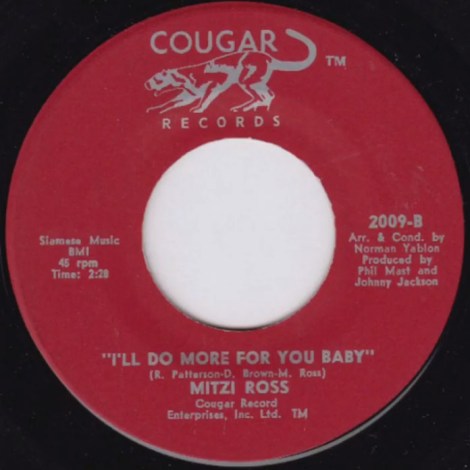 COUGAR
TM
RECORDS
Siamese Music
BMI
45 rpm
Time: 2:28
2009-B
Arr. & Cond. by
Norman Yablon
Produced by
Phil Mast and
Johnny Jackson
"I'LL DO MORE FOR YOU BABY"
(R. Patterson-D. Brown-M. Ross)
MITZI ROSS
Cougar Record
Enterprises, Inc. Ltd. TM